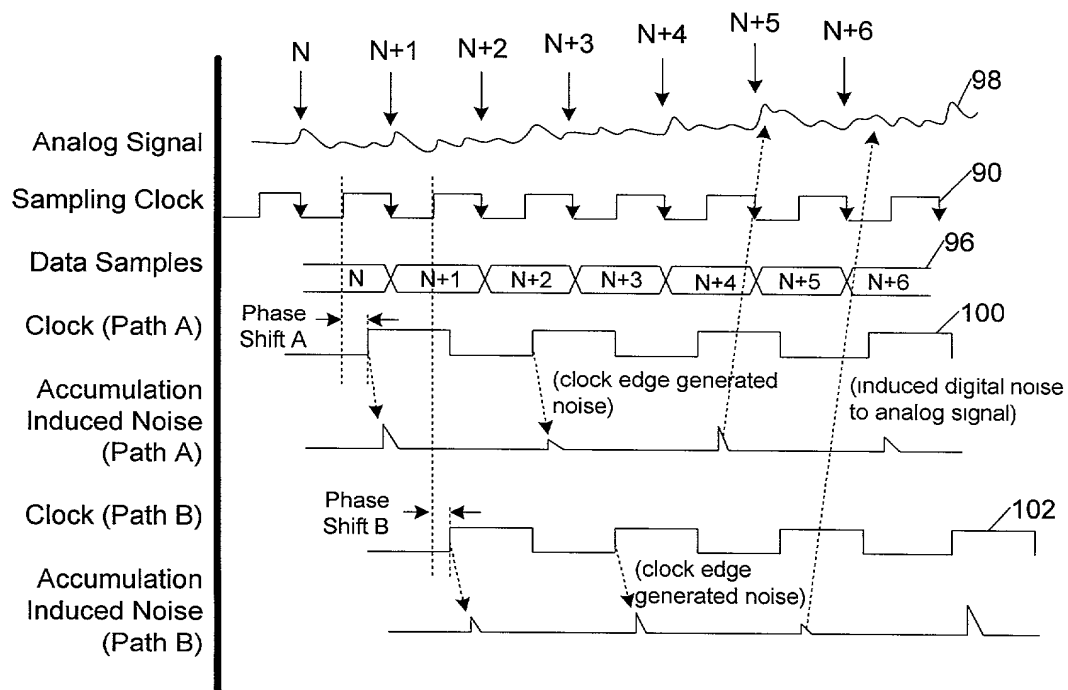 N N+1 N+2 N+3 N+4 N+5 N+6
98
Analog Signal
Sampling Clock
90
Data Samples
96
N N+1 N+2 N+3 N+4 N+5 N+6
Clock (Path A)
Phase
Shift A
100
Accumulation
Induced Noise
(Path A)
(clock edge generated
noise)
(induced digital noise
to analog signal)
Clock (Path B)
Phase
Shift B
102
Accumulation
Induced Noise
(Path B)
(clock edge
generated noise)